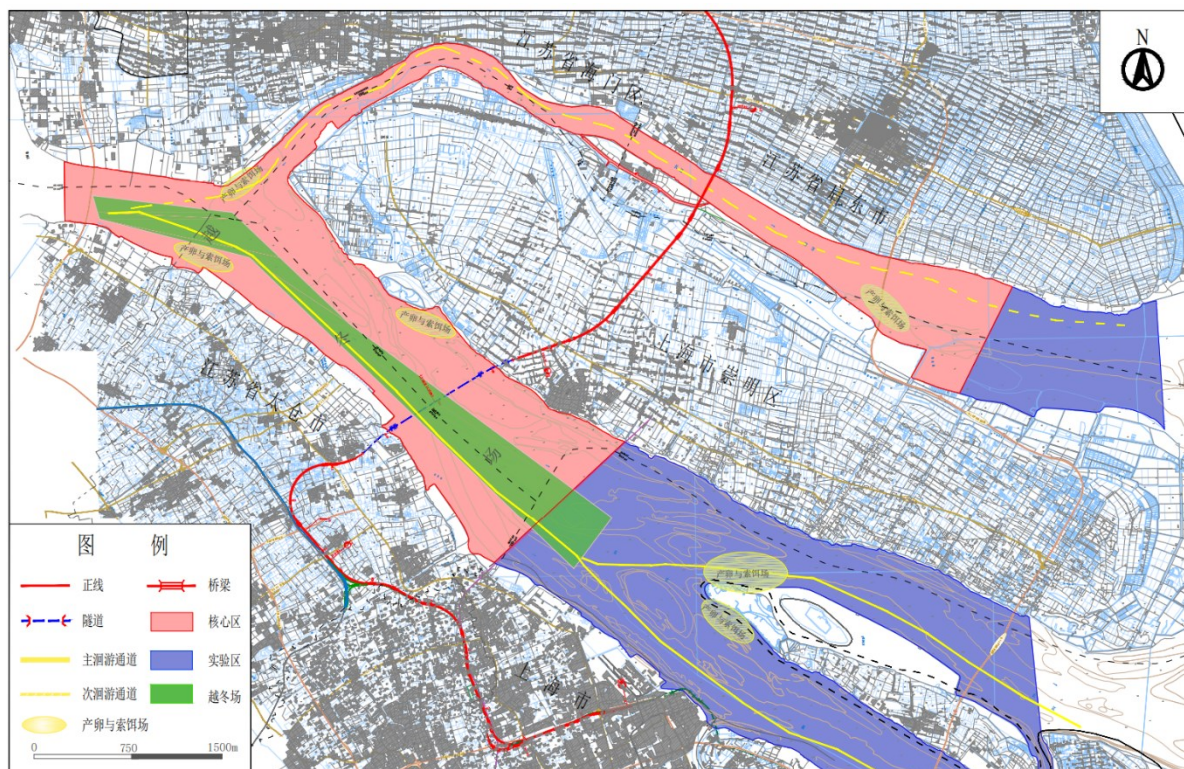 N
江苏省海门区
江苏省启东市
产卵与索饵场
产卵与索饵场
产卵与索饵场
产卵与索饵场
越冬场
上海市崇明区
江苏省太仓市
产卵与索饵场
产卵与索饵场
上海市
图 例
正线
桥梁
隧道
核心区
主洄游通道
实验区
次洄游通道
越冬场
产卵与索饵场
0 750 1500m